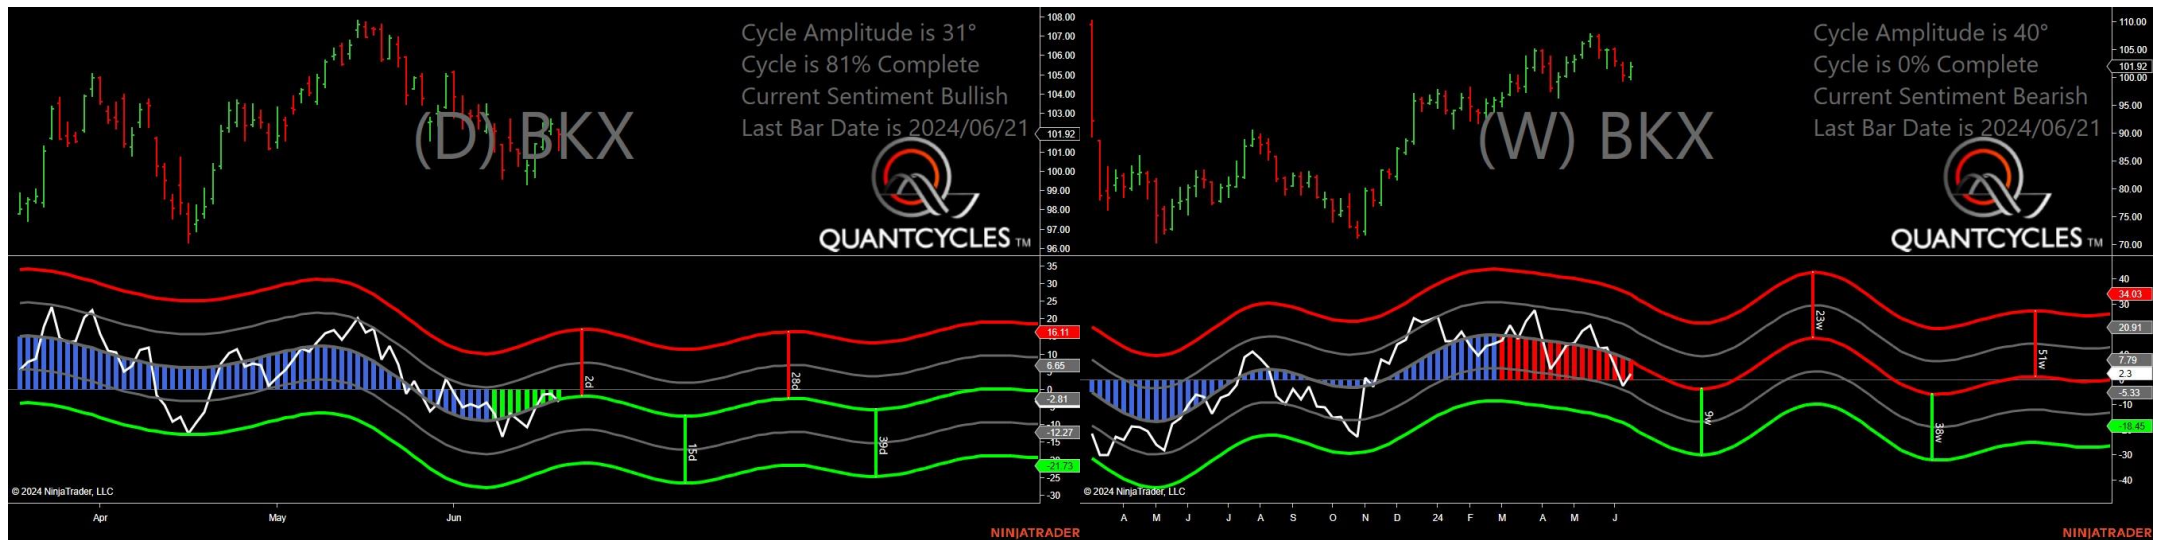 Cycle Amplitude is 31°
Cycle is 81% Complete
Current Sentiment Bullish
Last Bar Date is 2024/06/21
(D) BKX
QUANTCYCLES TM
108.00
107.00
106.00
105.00
104.00
103.00
101.92
101.00
100.00
99.00
98.00
97.00
96.00
35
30
25
20
16.11
10
6.65
0
-2.81
-12.27
-15
-21.73
-25
-30
2d
15d
28d
39d
© 2024 NinjaTrader, LLC
Apr May Jun
NINJATRADER
Cycle Amplitude is 40°
Cycle is 0% Complete
Current Sentiment Bearish
Last Bar Date is 2024/06/21
(W) BKX
QUANTCYCLES TM
110.00
105.00
101.92
100.00
95.00
90.00
85.00
80.00
75.00
70.00
40
34.03
30
20.91
7.79
2.3
-5.33
-10
-18.45
-30
-40
9w
23w
38w
51w
© 2024 NinjaTrader, LLC
A M J J A S O N D 24 F M A M J
NINJATRADER